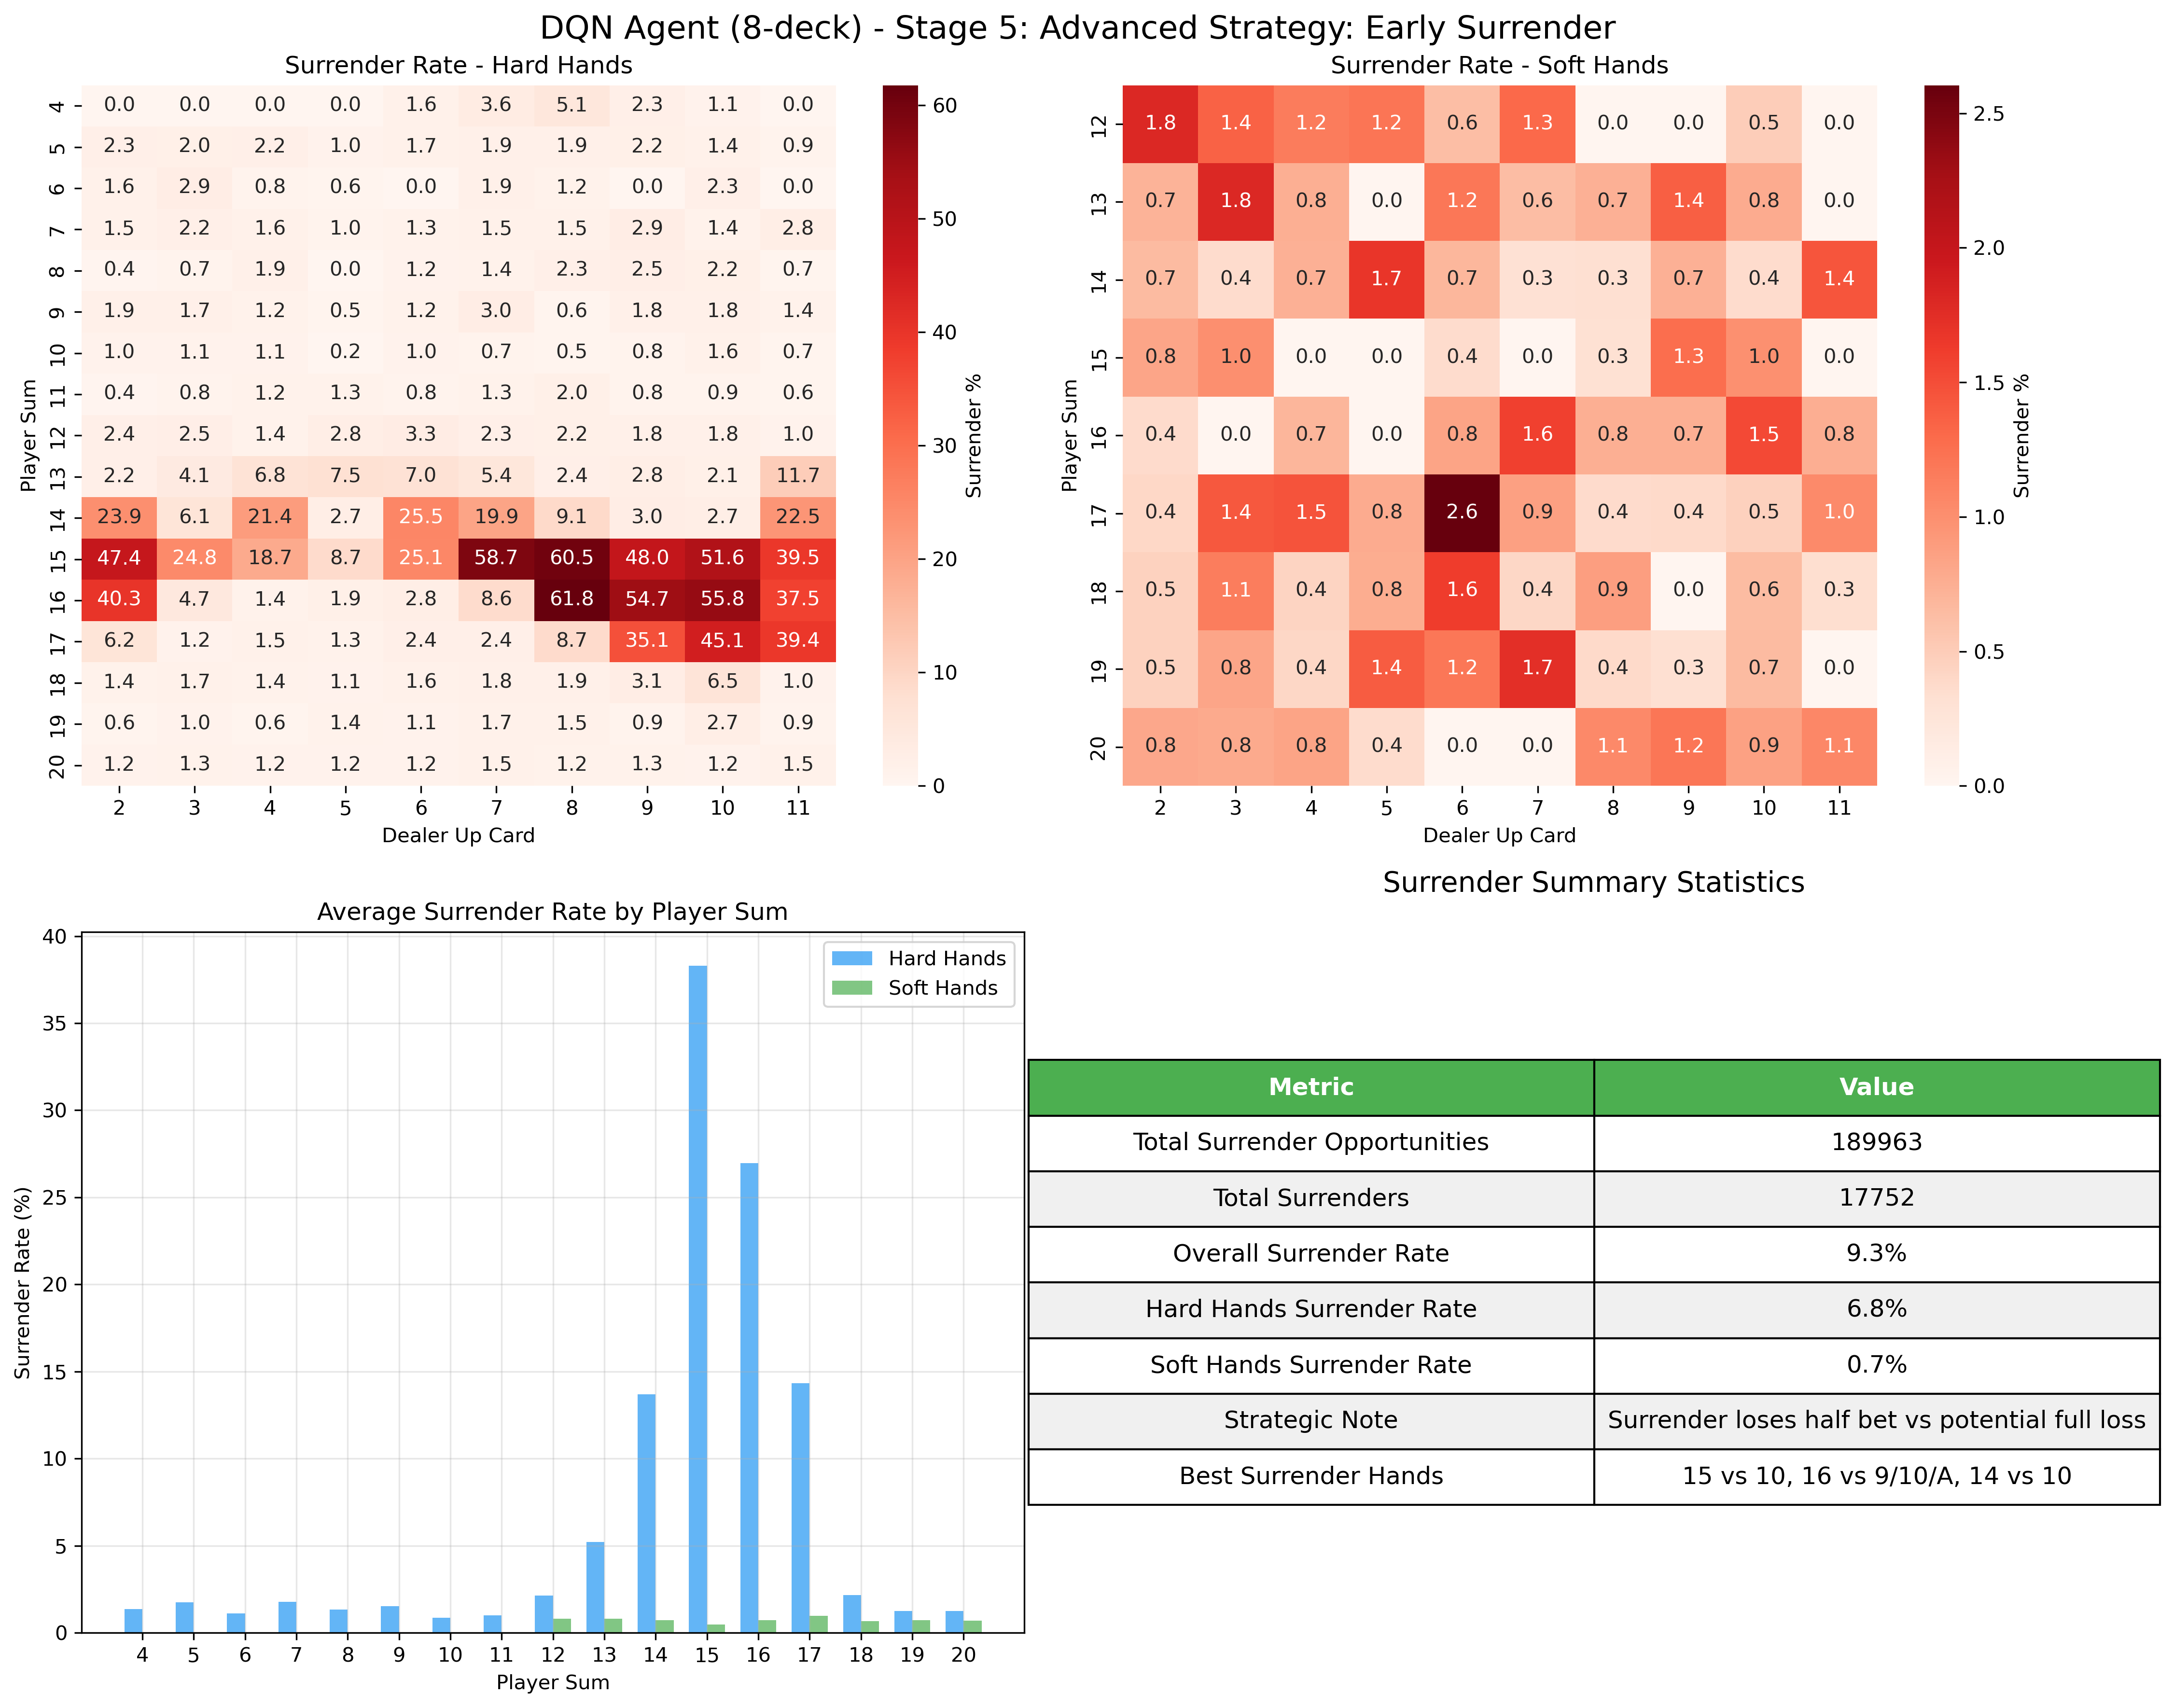 DQN Agent (8-deck) - Stage 5: Advanced Strategy: Early Surrender
Surrender Rate - Hard Hands
Player Sum
4 0.0 0.0 0.0 0.0 1.6 3.6 5.1 2.3 1.1 0.0
5 2.3 2.0 2.2 1.0 1.7 1.9 1.9 2.2 1.4 0.9
6 1.6 2.9 0.8 0.6 0.0 1.9 1.2 0.0 2.3 0.0
7 1.5 2.2 1.6 1.0 1.3 1.5 1.5 2.9 1.4 2.8
8 0.4 0.7 1.9 0.0 1.2 1.4 2.3 2.5 2.2 0.7
9 1.9 1.7 1.2 0.5 1.2 3.0 0.6 1.8 1.8 1.4
10 1.0 1.1 1.1 0.2 1.0 0.7 0.5 0.8 1.6 0.7
11 0.4 0.8 1.2 1.3 0.8 1.3 2.0 0.8 0.9 0.6
12 2.4 2.5 1.4 2.8 3.3 2.3 2.2 1.8 1.8 1.0
13 2.2 4.1 6.8 7.5 7.0 5.4 2.4 2.8 2.1 11.7
14 23.9 6.1 21.4 2.7 25.5 19.9 9.1 3.0 2.7 22.5
15 47.4 24.8 18.7 8.7 25.1 58.7 60.5 48.0 51.6 39.5
16 40.3 4.7 1.4 1.9 2.8 8.6 61.8 54.7 55.8 37.5
17 6.2 1.2 1.5 1.3 2.4 2.4 8.7 35.1 45.1 39.4
18 1.4 1.7 1.4 1.1 1.6 1.8 1.9 3.1 6.5 1.0
19 0.6 1.0 0.6 1.4 1.1 1.7 1.5 0.9 2.7 0.9
20 1.2 1.3 1.2 1.2 1.2 1.5 1.2 1.3 1.2 1.5
2 3 4 5 6 7 8 9 10 11
Dealer Up Card
60
50
40
30
20
10
0
Surrender %
Surrender Rate - Soft Hands
Player Sum
12 1.8 1.4 1.2 1.2 0.6 1.3 0.0 0.0 0.5 0.0
13 0.7 1.8 0.8 0.0 1.2 0.6 0.7 1.4 0.8 0.0
14 0.7 0.4 0.7 1.7 0.7 0.3 0.3 0.7 0.4 1.4
15 0.8 1.0 0.0 0.0 0.4 0.0 0.3 1.3 1.0 0.0
16 0.4 0.0 0.7 0.0 0.8 1.6 0.8 0.7 1.5 0.8
17 0.4 1.4 1.5 0.8 2.6 0.9 0.4 0.4 0.5 1.0
18 0.5 1.1 0.4 0.8 1.6 0.4 0.9 0.0 0.6 0.3
19 0.5 0.8 0.4 1.4 1.2 1.7 0.4 0.3 0.7 0.0
20 0.8 0.8 0.8 0.4 0.0 0.0 1.1 1.2 0.9 1.1
2 3 4 5 6 7 8 9 10 11
Dealer Up Card
2.5
2.0
1.5
1.0
0.5
0.0
Surrender %
Average Surrender Rate by Player Sum
Surrender Rate (%)
40
35
30
25
20
15
10
5
0
4 5 6 7 8 9 10 11 12 13 14 15 16 17 18 19 20
Player Sum
Hard Hands
Soft Hands
Surrender Summary Statistics
Metric Value
Total Surrender Opportunities 189963
Total Surrenders 17752
Overall Surrender Rate 9.3%
Hard Hands Surrender Rate 6.8%
Soft Hands Surrender Rate 0.7%
Strategic Note Surrender loses half bet vs potential full loss
Best Surrender Hands 15 vs 10, 16 vs 9/10/A, 14 vs 10